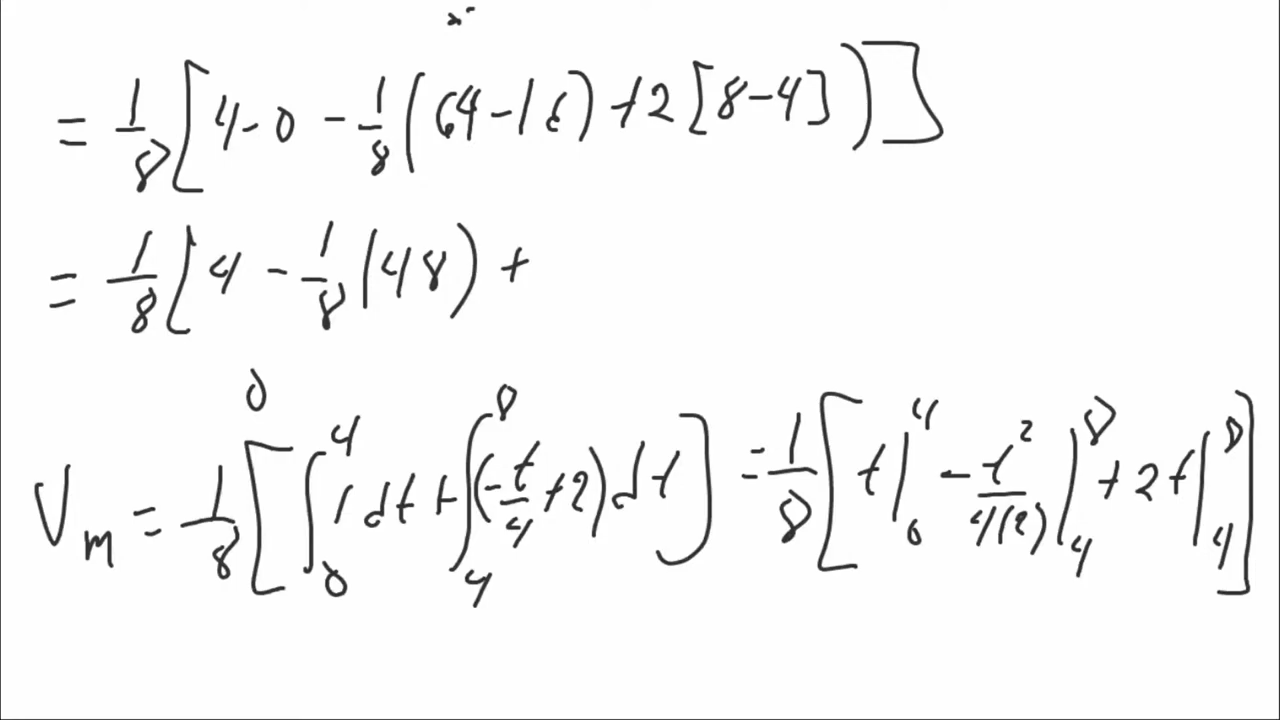 = 1/8 [4-0 - 1/8 (64-16) +2 [8-4])]
= 1/8 [4 - 1/8 (48) +
0
V_m = 1/8 [∫_0^4 1 dt + ∫_4^8 (-t/4 +2) dt] = 1/8 [t|_0^4 - t^2/4(2) |_4^8 + 2t|_4^8]